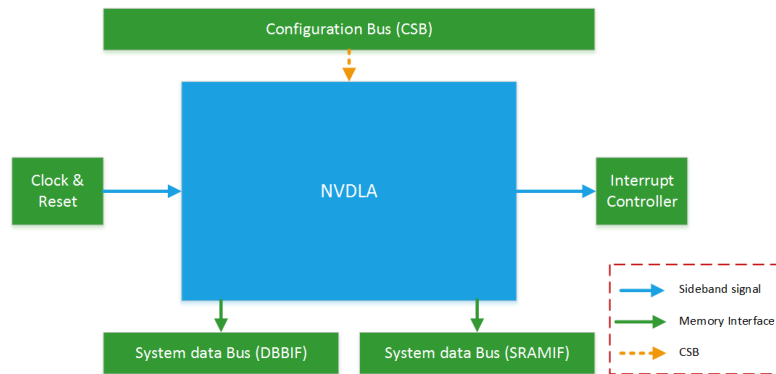 Configuration Bus (CSB)
Clock &
Reset
NVDLA
Interrupt
Controller
System data Bus (DBBIF)
System data Bus (SRAMIF)
Sideband signal
Memory Interface
CSB